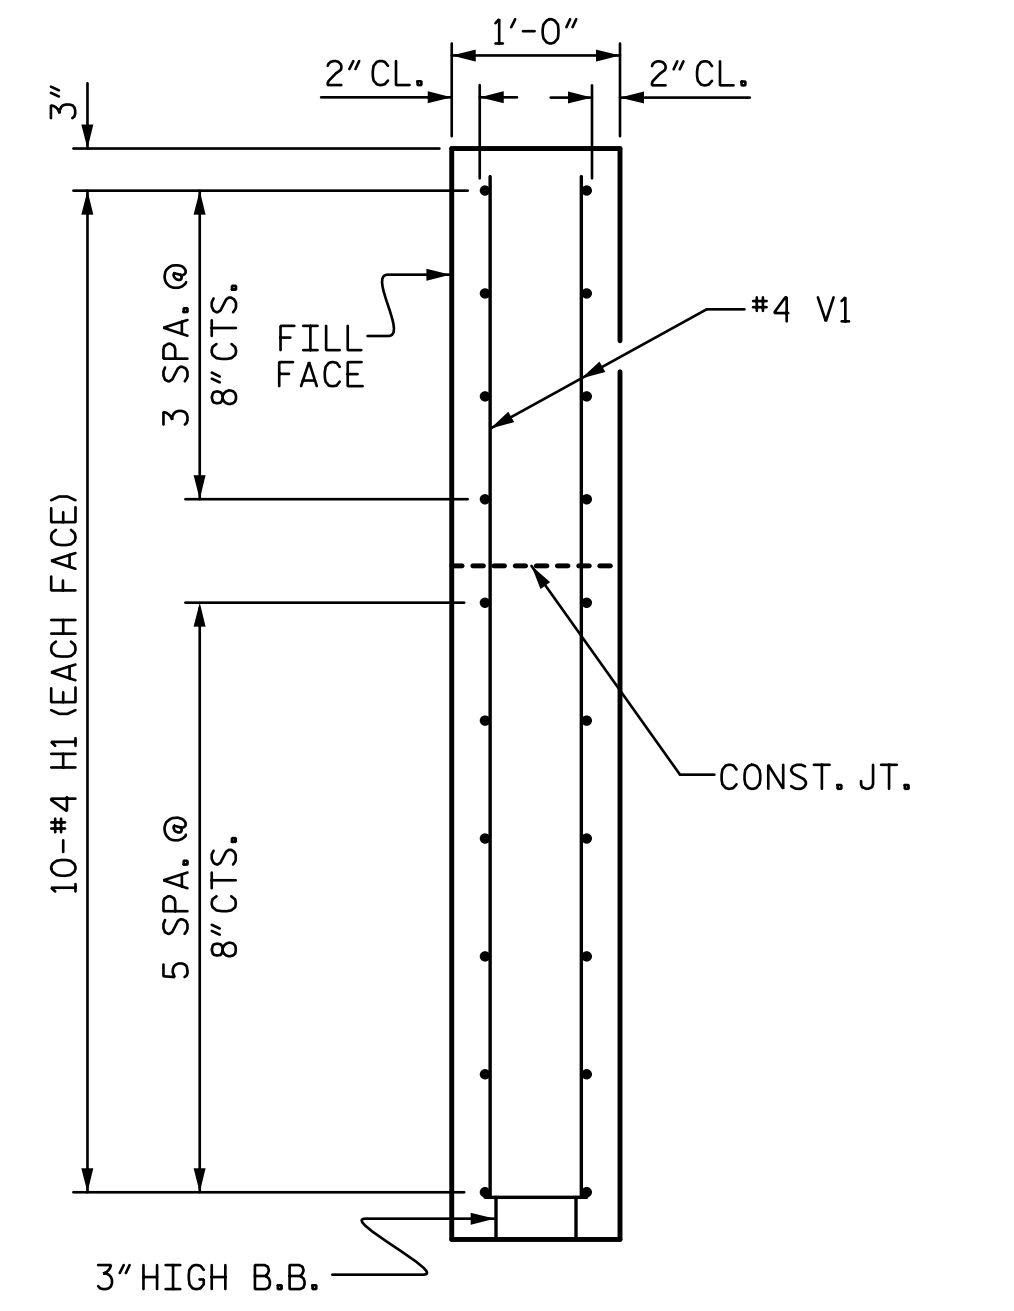 1'-0"
2" CL.
2" CL.
3"
3 SPA. @
8" CTS.
FILL
FACE
#4 V1
10-#4 H1 (EACH FACE)
CONST. JT.
5 SPA. @
8" CTS.
3" HIGH B.B.